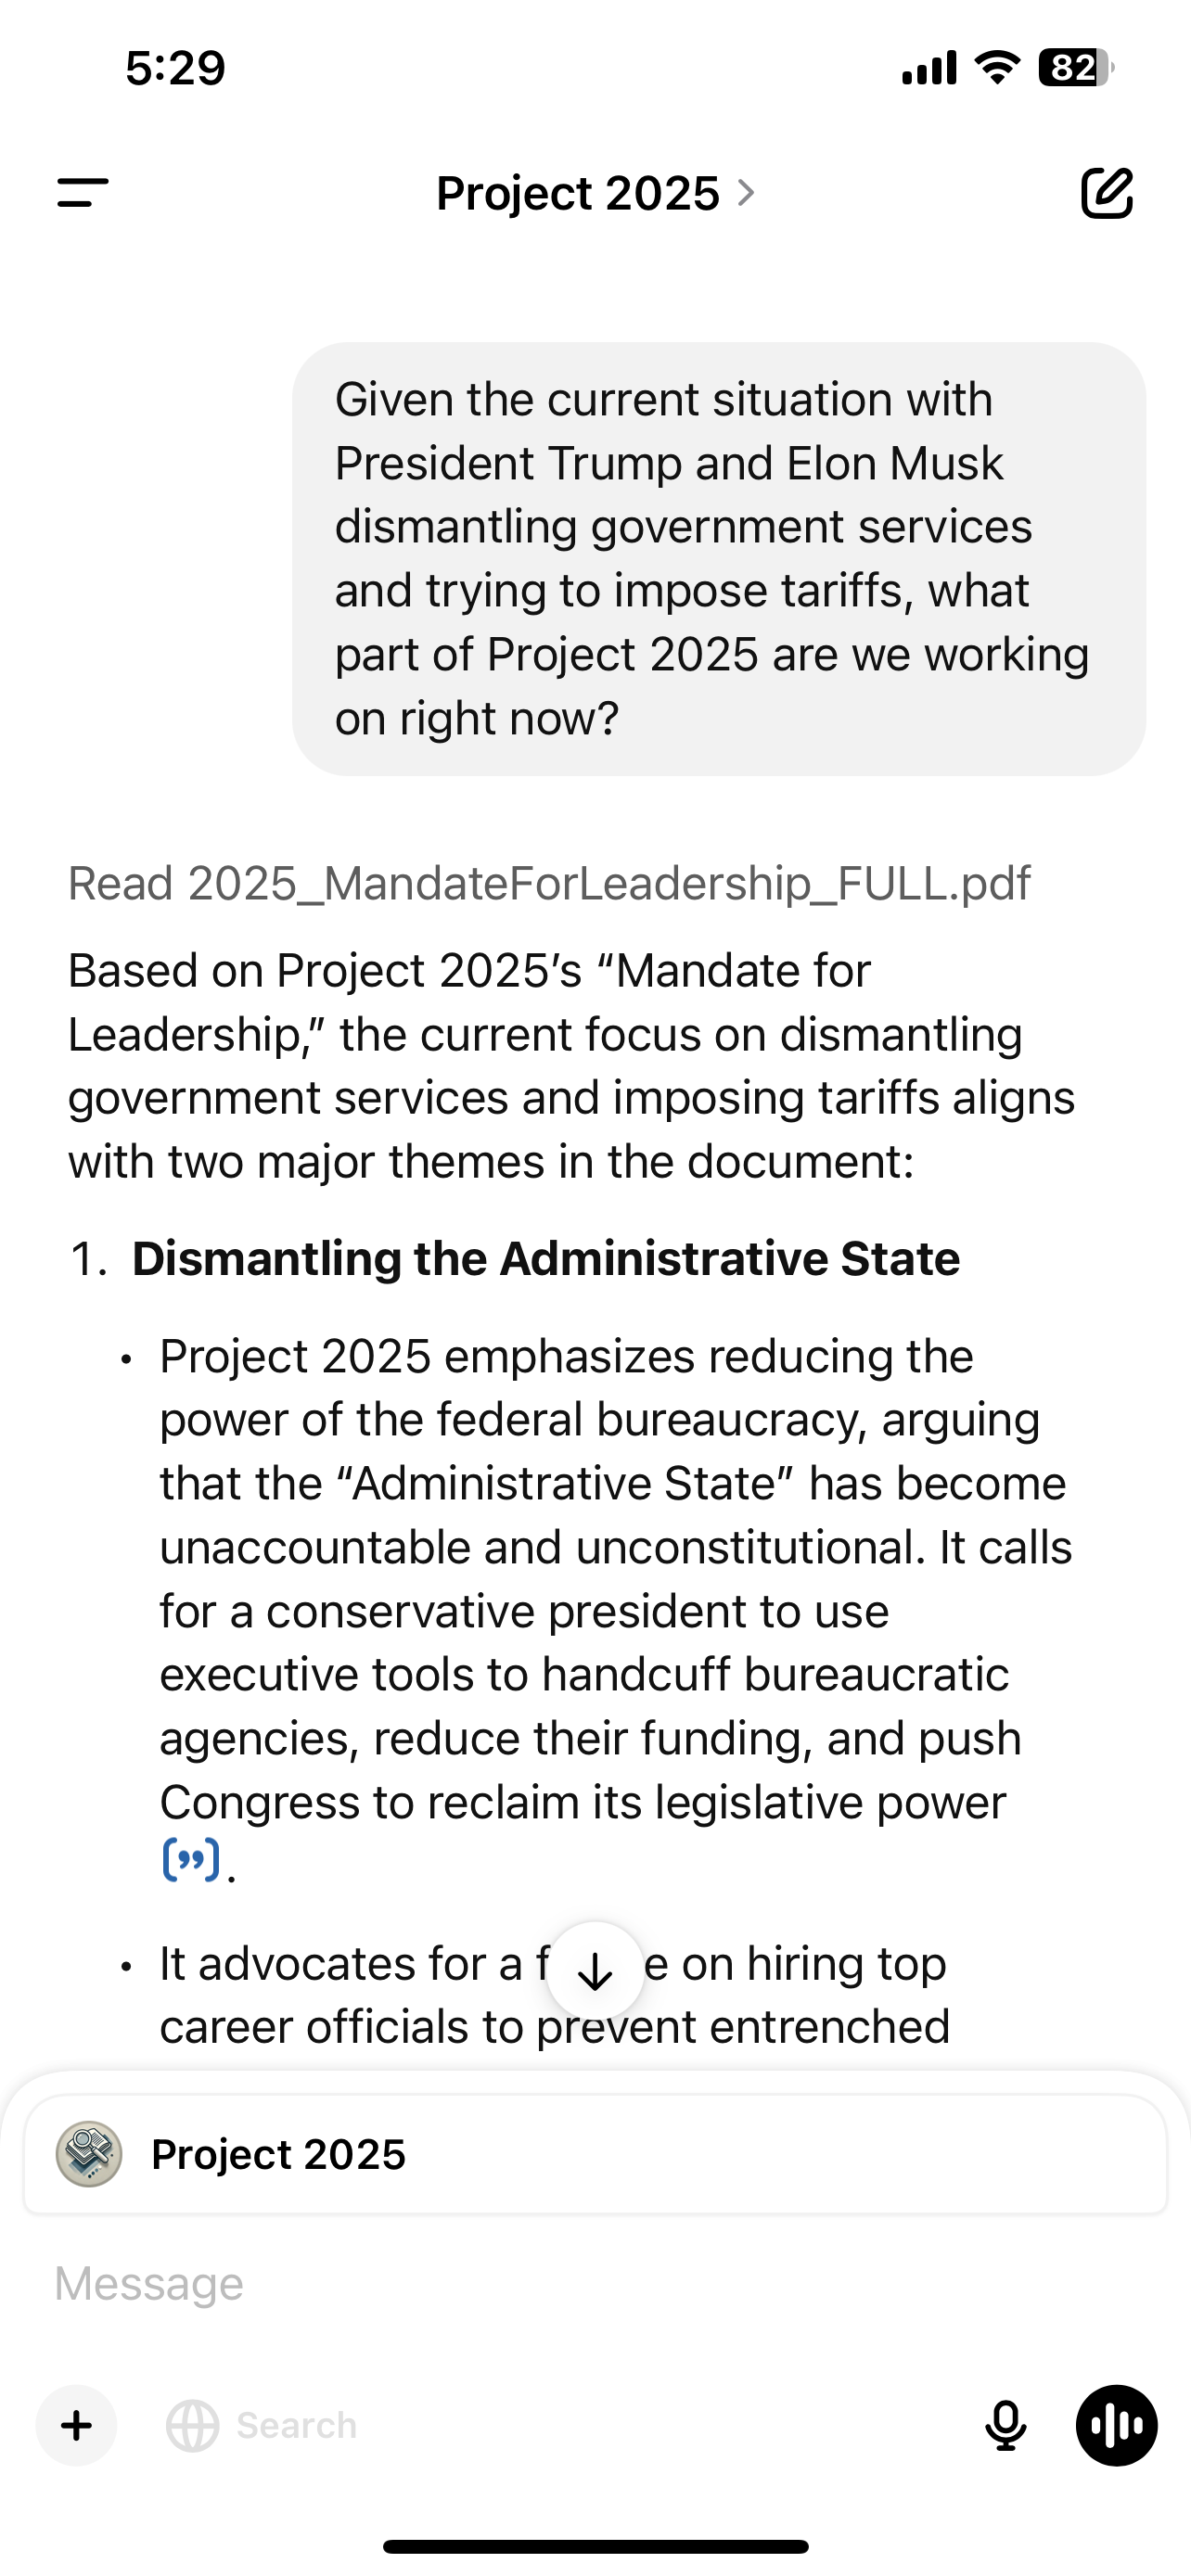 5:29
82
Project 2025
Given the current situation with
President Trump and Elon Musk
dismantling government services
and trying to impose tariffs, what
part of Project 2025 are we working
on right now?
Read 2025_MandateForLeadership_FULL.pdf
Based on Project 2025’s “Mandate for
Leadership,” the current focus on dismantling
government services and imposing tariffs aligns
with two major themes in the document:
1. Dismantling the Administrative State
• Project 2025 emphasizes reducing the
power of the federal bureaucracy, arguing
that the “Administrative State” has become
unaccountable and unconstitutional. It calls
for a conservative president to use
executive tools to handcuff bureaucratic
agencies, reduce their funding, and push
Congress to reclaim its legislative power
[”].
• It advocates for a on hiring top
career officials to prevent entrenched
Project 2025
Message
Search